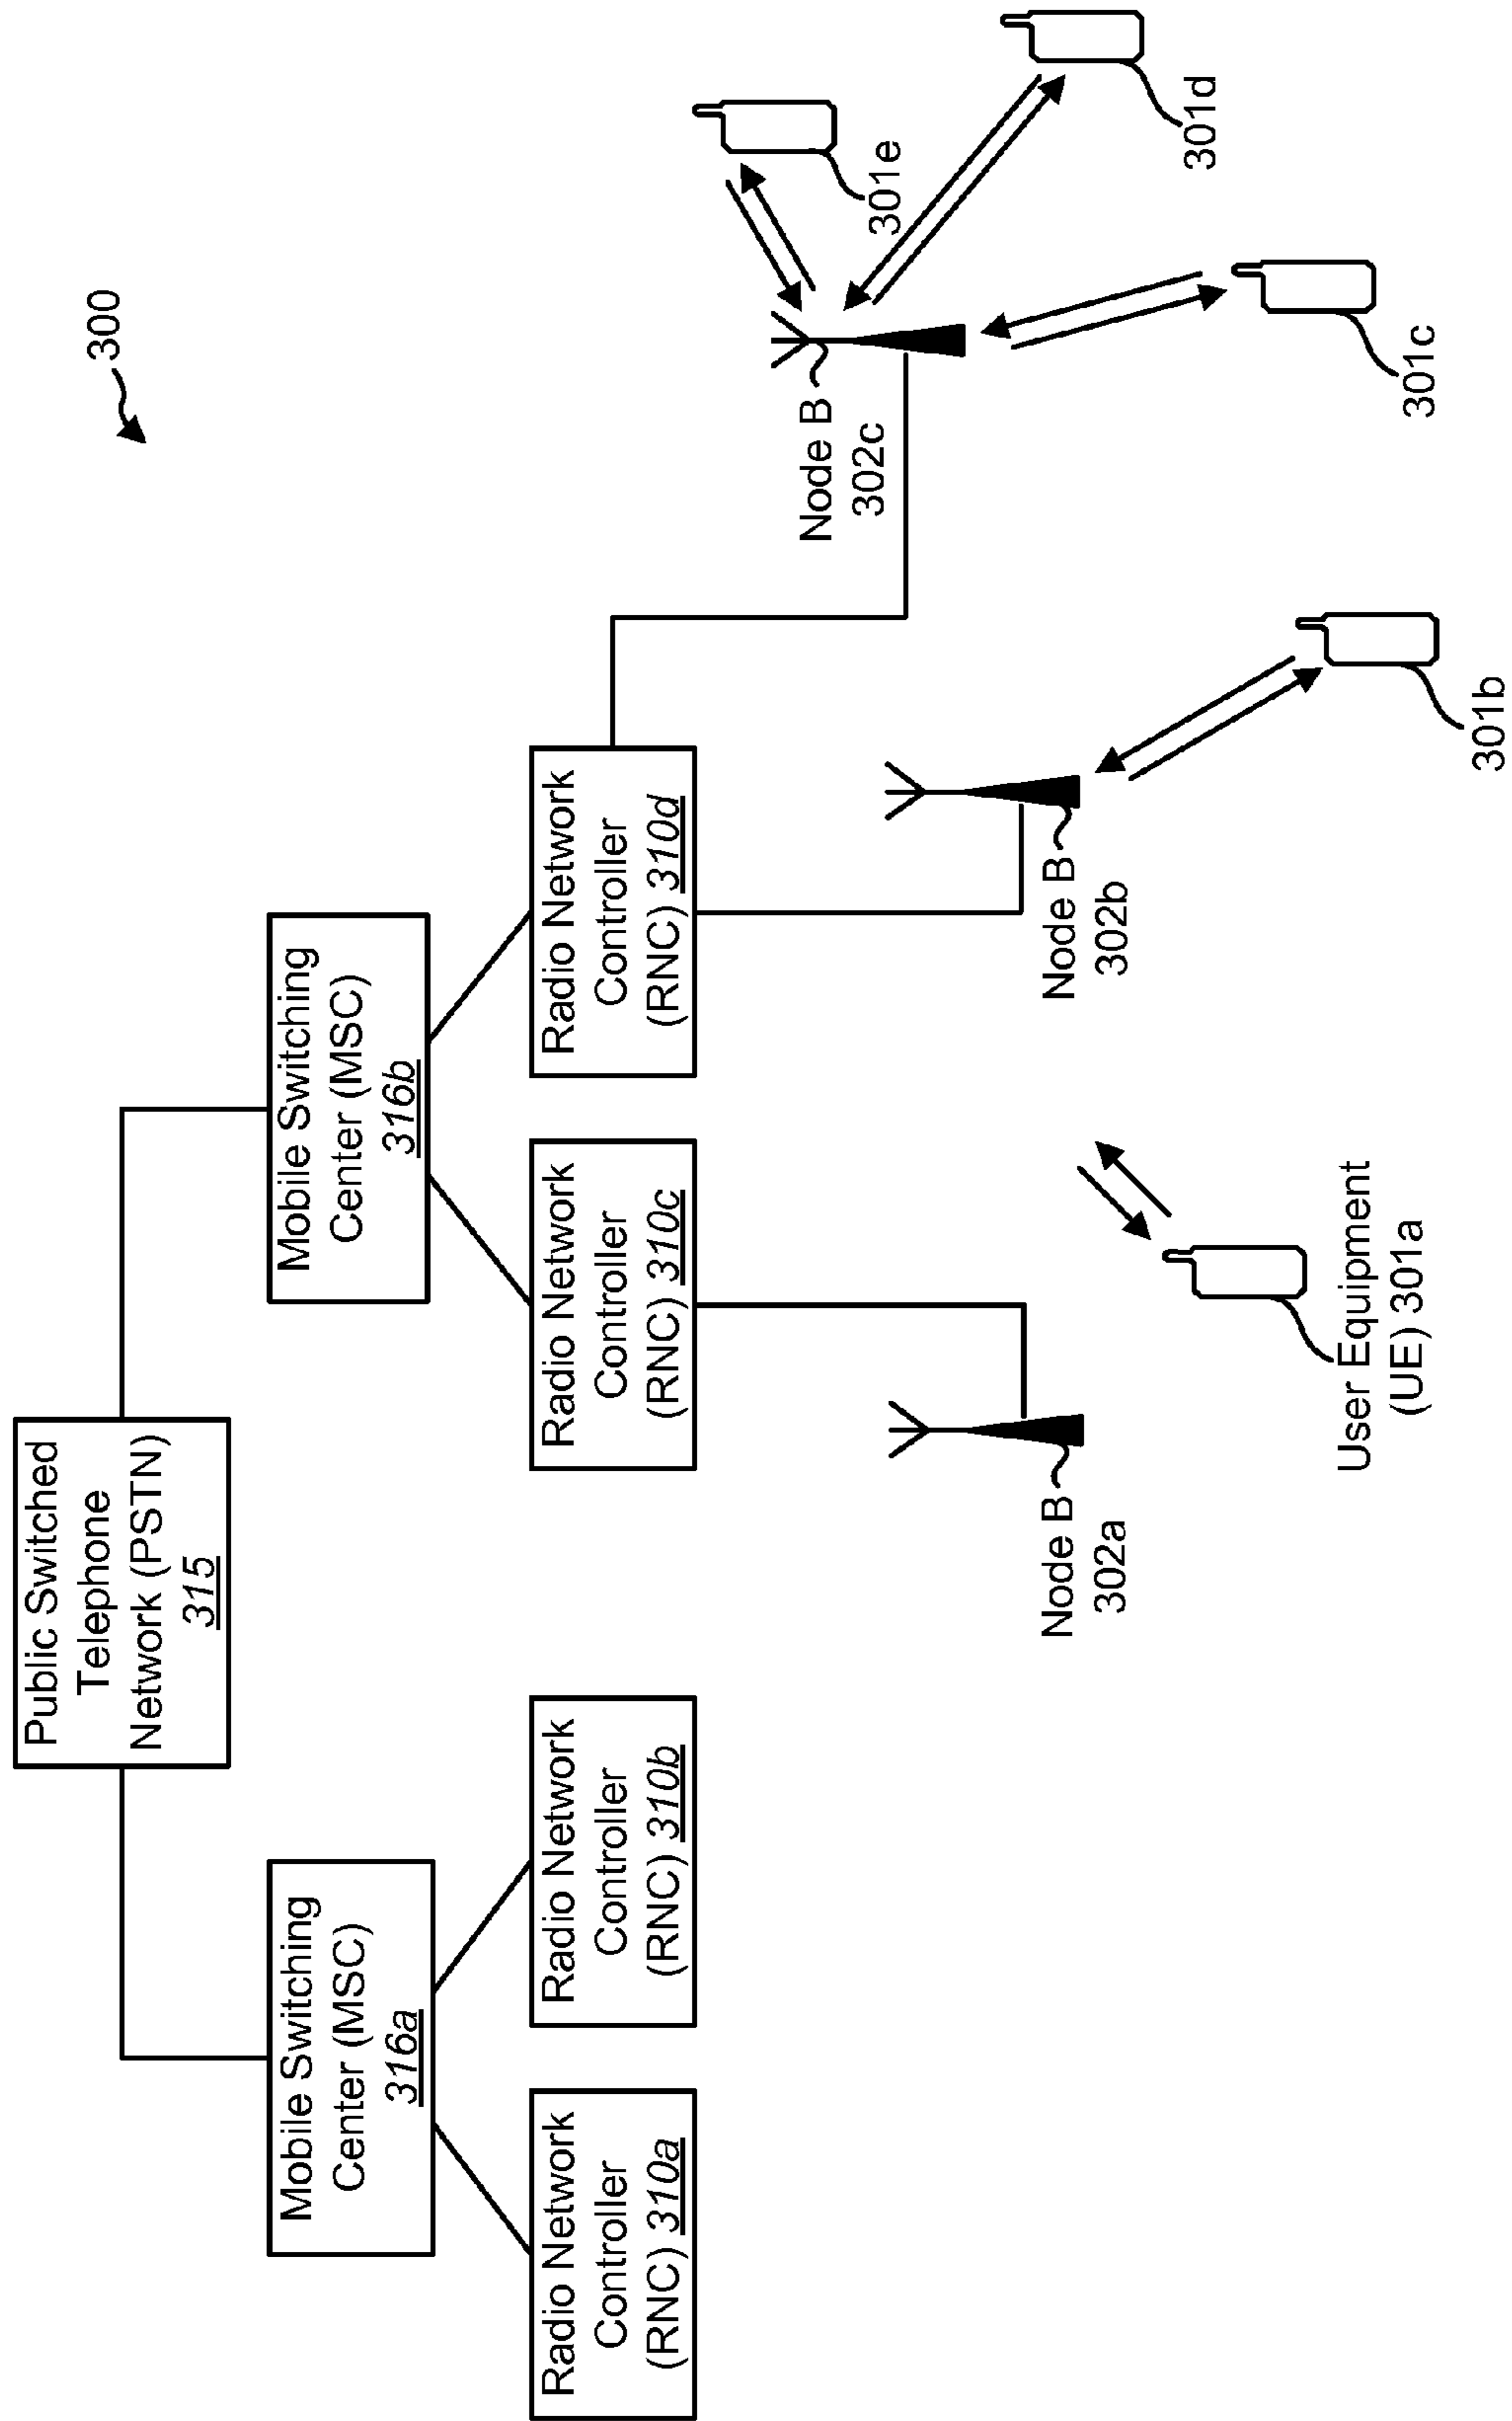 300
Public Switched
Telephone
Network (PSTN)
315
Mobile Switching
Center (MSC)
316a
Mobile Switching
Center (MSC)
316b
Radio Network
Controller
(RNC) 310a
Radio Network
Controller
(RNC) 310b
Radio Network
Controller
(RNC) 310c
Radio Network
Controller
(RNC) 310d
Node B
302a
Node B
302b
Node B
302c
User Equipment
(UE) 301a
301b
301c
301d
301e